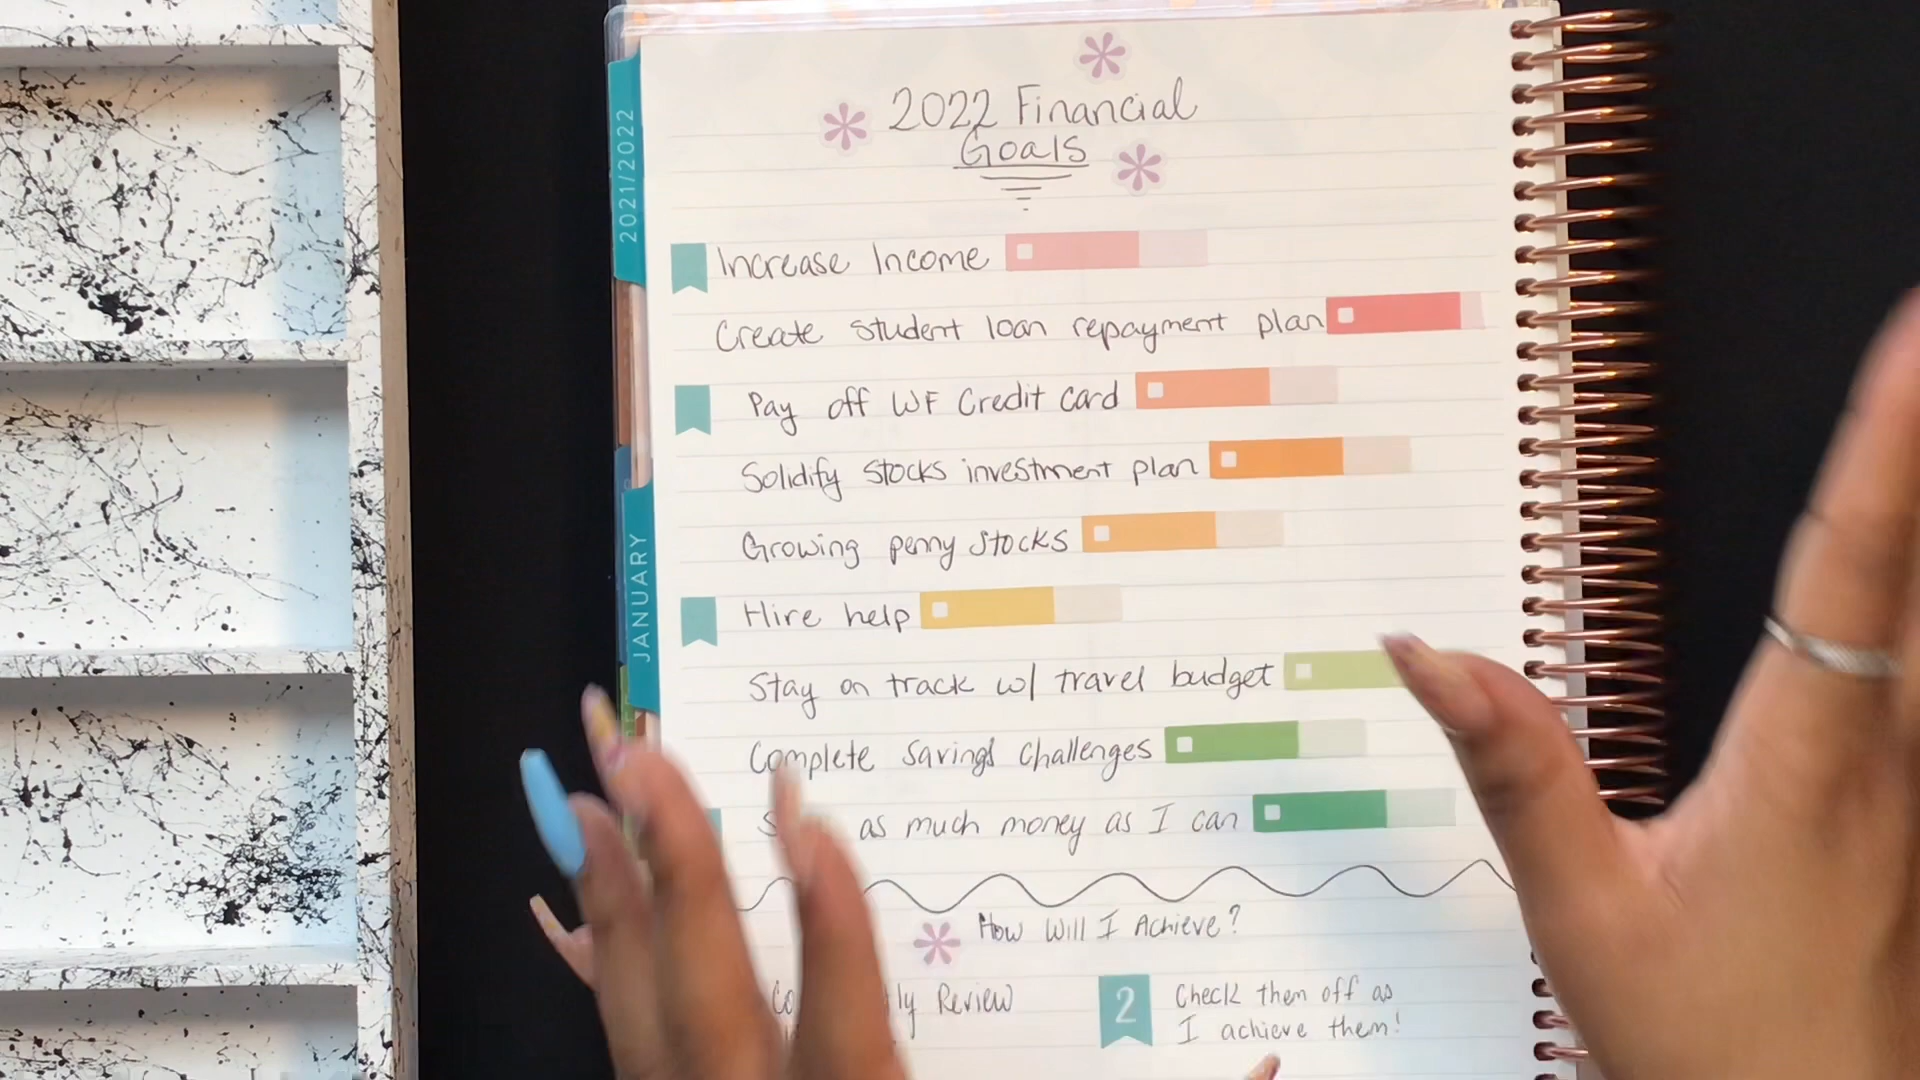 2022 Financial
Goals
2021/2022
Increase Income
Create student loan repayment plan
Pay off WF Credit Card
Solidify stocks investment plan
Growing penny stocks
JANUARY
Hire help
Stay on track w/ travel budget
Complete Savings Challenges
as much money as I can
How Will I Achieve?
Review
2 Check them off as
I achieve them!